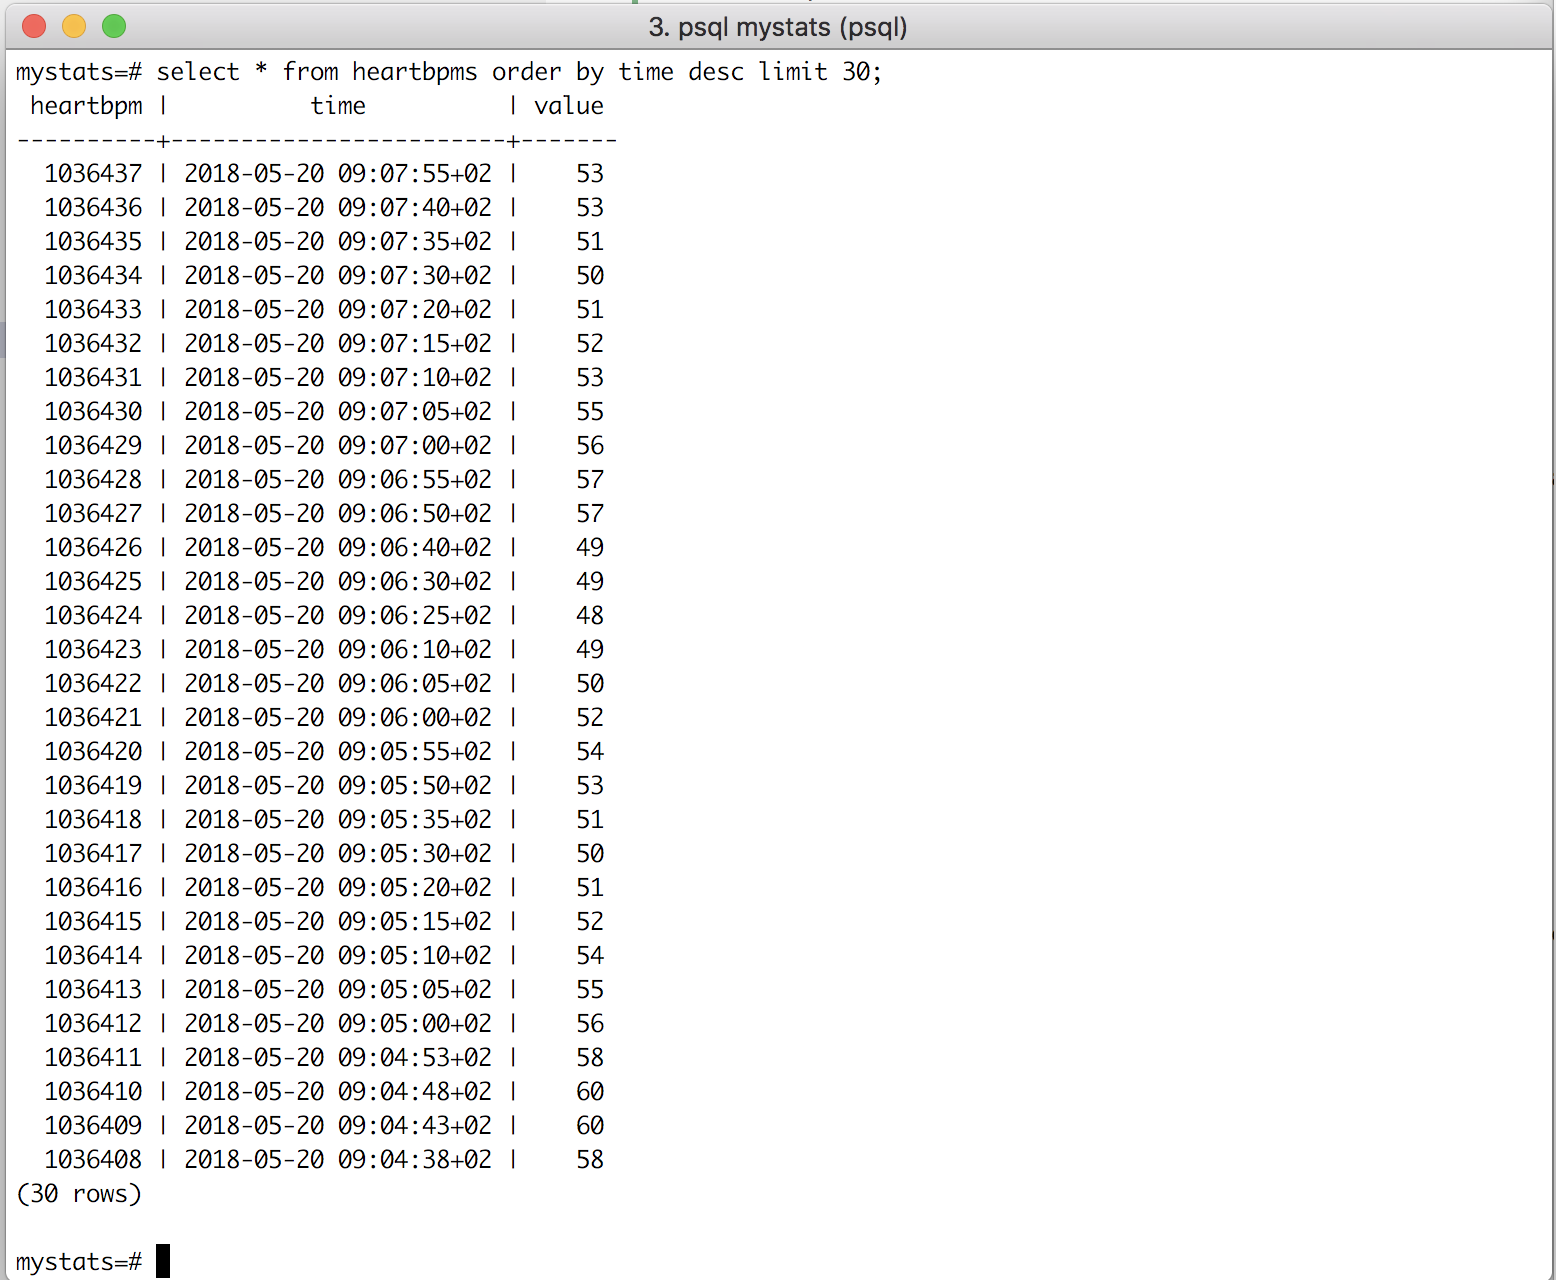 3. psql mystats (psql)
mystats=# select * from heartbpms order by time desc limit 30;
 heartbpm |          time          | value
----------+------------------------+-------
  1036437 | 2018-05-20 09:07:55+02 |    53
  1036436 | 2018-05-20 09:07:40+02 |    53
  1036435 | 2018-05-20 09:07:35+02 |    51
  1036434 | 2018-05-20 09:07:30+02 |    50
  1036433 | 2018-05-20 09:07:20+02 |    51
  1036432 | 2018-05-20 09:07:15+02 |    52
  1036431 | 2018-05-20 09:07:10+02 |    53
  1036430 | 2018-05-20 09:07:05+02 |    55
  1036429 | 2018-05-20 09:07:00+02 |    56
  1036428 | 2018-05-20 09:06:55+02 |    57
  1036427 | 2018-05-20 09:06:50+02 |    57
  1036426 | 2018-05-20 09:06:40+02 |    49
  1036425 | 2018-05-20 09:06:30+02 |    49
  1036424 | 2018-05-20 09:06:25+02 |    48
  1036423 | 2018-05-20 09:06:10+02 |    49
  1036422 | 2018-05-20 09:06:05+02 |    50
  1036421 | 2018-05-20 09:06:00+02 |    52
  1036420 | 2018-05-20 09:05:55+02 |    54
  1036419 | 2018-05-20 09:05:50+02 |    53
  1036418 | 2018-05-20 09:05:35+02 |    51
  1036417 | 2018-05-20 09:05:30+02 |    50
  1036416 | 2018-05-20 09:05:20+02 |    51
  1036415 | 2018-05-20 09:05:15+02 |    52
  1036414 | 2018-05-20 09:05:10+02 |    54
  1036413 | 2018-05-20 09:05:05+02 |    55
  1036412 | 2018-05-20 09:05:00+02 |    56
  1036411 | 2018-05-20 09:04:53+02 |    58
  1036410 | 2018-05-20 09:04:48+02 |    60
  1036409 | 2018-05-20 09:04:43+02 |    60
  1036408 | 2018-05-20 09:04:38+02 |    58
(30 rows)
mystats=#